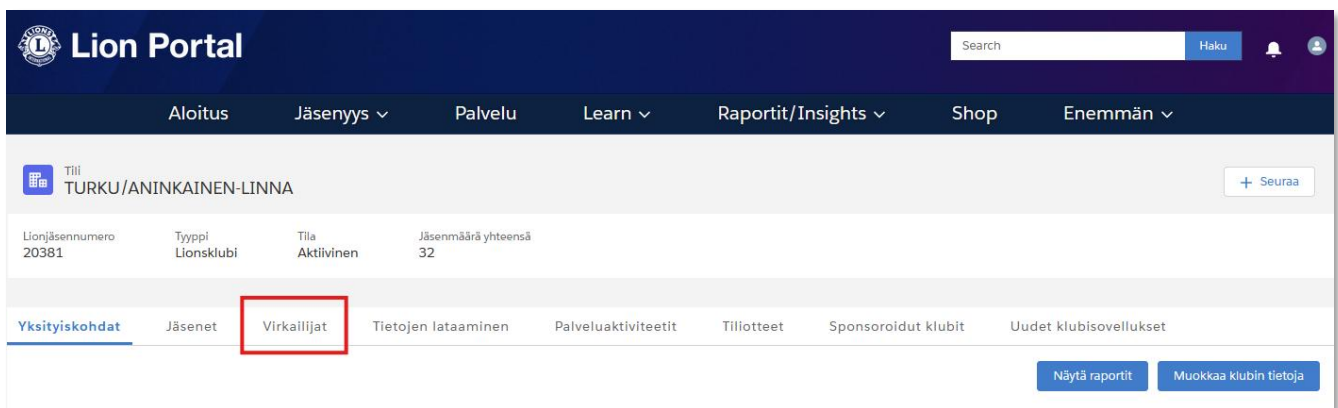 Lion Portal
Search Haku
Aloitus Jäsenyys Palvelu Learn Raportit/Insights Shop Enemmän
Tili
TURKU/ANINKAINEN-LINNA
+ Seuraa
Lionjäsennumero Tyyppi Tila Jäsenmäärä yhteensä
20381 Lionsklubi Aktiivinen 32
Yksityiskohdat Jäsenet Virkailijat Tietojen lataaminen Palveluaktiviteetit Tiliotteet Sponsoroidut klubit Uudet klubisovellukset
Näytä raportit Muokkaa klubin tietoja